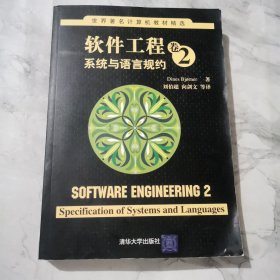 世界著名计算机教材精选
软件工程 卷2
系统与语言规约
Dines Bjørner 著
刘伯超 向剑文 等译
SOFTWARE ENGINEERING 2
Specification of Systems and Languages
清华大学出版社